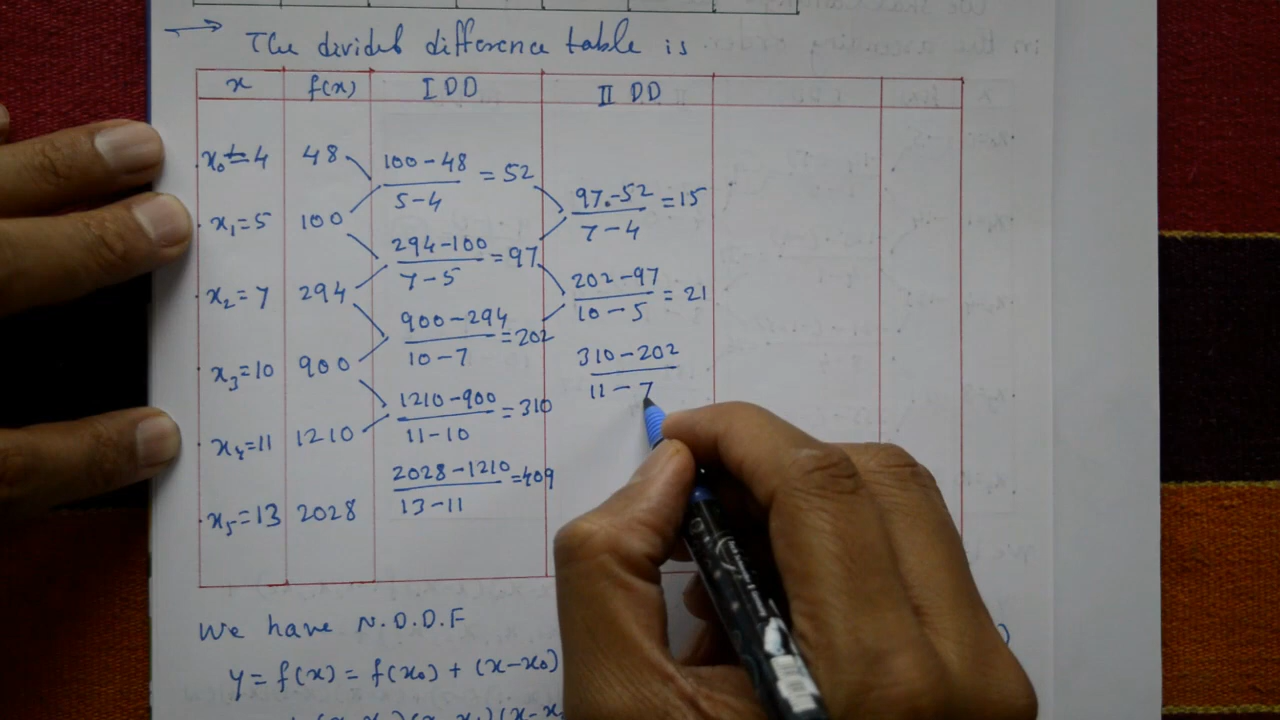 → The divided difference table is
x f(x) I DD II DD
x₀=4 48 (100-48)/(5-4) = 52
(97-52)/(7-4) = 15
x₁=5 100 (294-100)/(7-5) = 97
(202-97)/(10-5) = 21
x₂=7 294 (900-294)/(10-7) = 202
(310-202)/(11-7)
x₃=10 900 (1210-900)/(11-10) = 310
x₄=11 1210 (2028-1210)/(13-11) = 409
x₅=13 2028
We have N.D.D.F
y = f(x) = f(x₀) + (x-x₀)